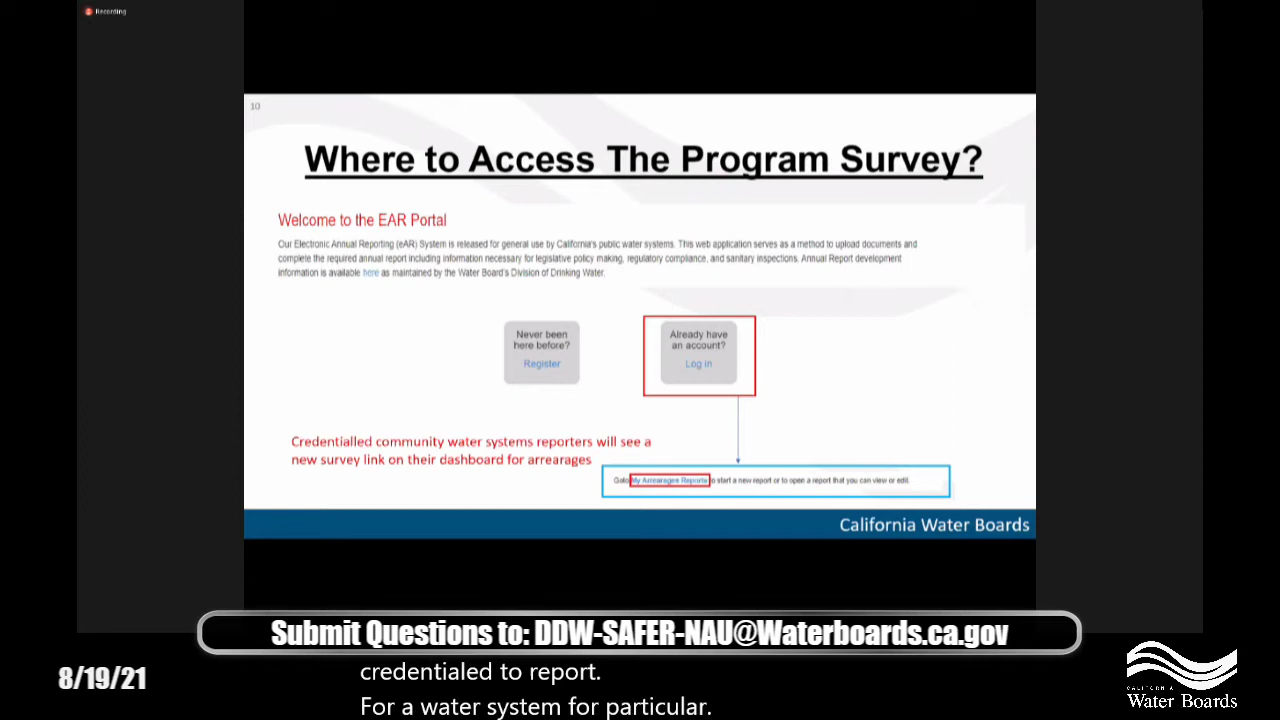 Recording
10
Where to Access The Program Survey?
Welcome to the EAR Portal
Our Electronic Annual Reporting (eAR) System is released for general use by California's public water systems. This web application serves as a method to upload documents and
complete the required annual report including information necessary for legislative policy making, regulatory compliance, and sanitary inspections. Annual Report development
information is available here as maintained by the Water Board's Division of Drinking Water.
Never been
here before?
Register
Already have
an account?
Log in
Credentialled community water systems reporters will see a
new survey link on their dashboard for arrearages
Goto My Arrearages Reports to start a new report or to open a report that you can view or edit.
California Water Boards
Submit Questions to: DDW-SAFER-NAU@Waterboards.ca.gov
8/19/21
credentialed to report.
For a water system for particular.
CALIFORNIA
Water Boards